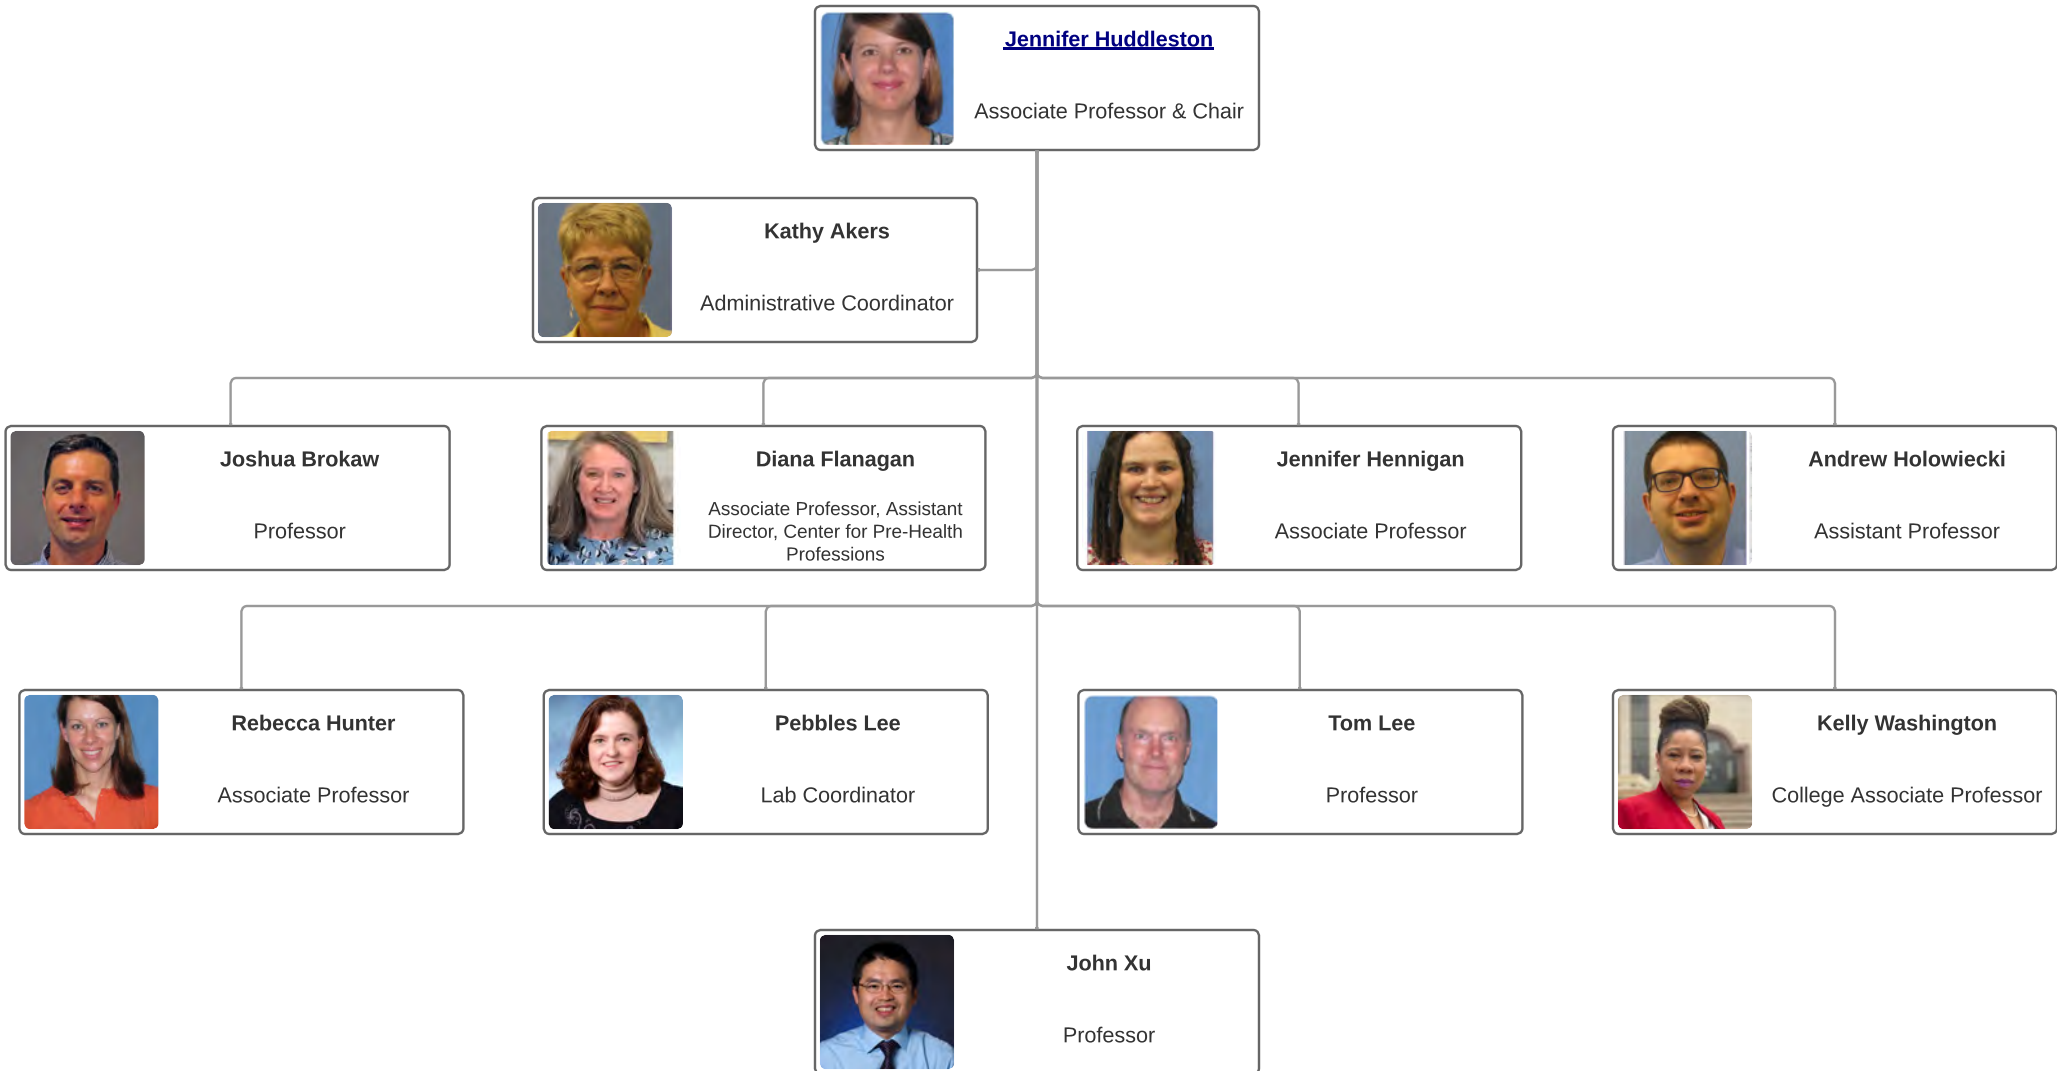 Jennifer Huddleston
Associate Professor & Chair
Kathy Akers
Administrative Coordinator
Joshua Brokaw
Professor
Diana Flanagan
Associate Professor, Assistant
Director, Center for Pre-Health
Professions
Jennifer Hennigan
Associate Professor
Andrew Holowiecki
Assistant Professor
Rebecca Hunter
Associate Professor
Pebbles Lee
Lab Coordinator
Tom Lee
Professor
Kelly Washington
College Associate Professor
John Xu
Professor